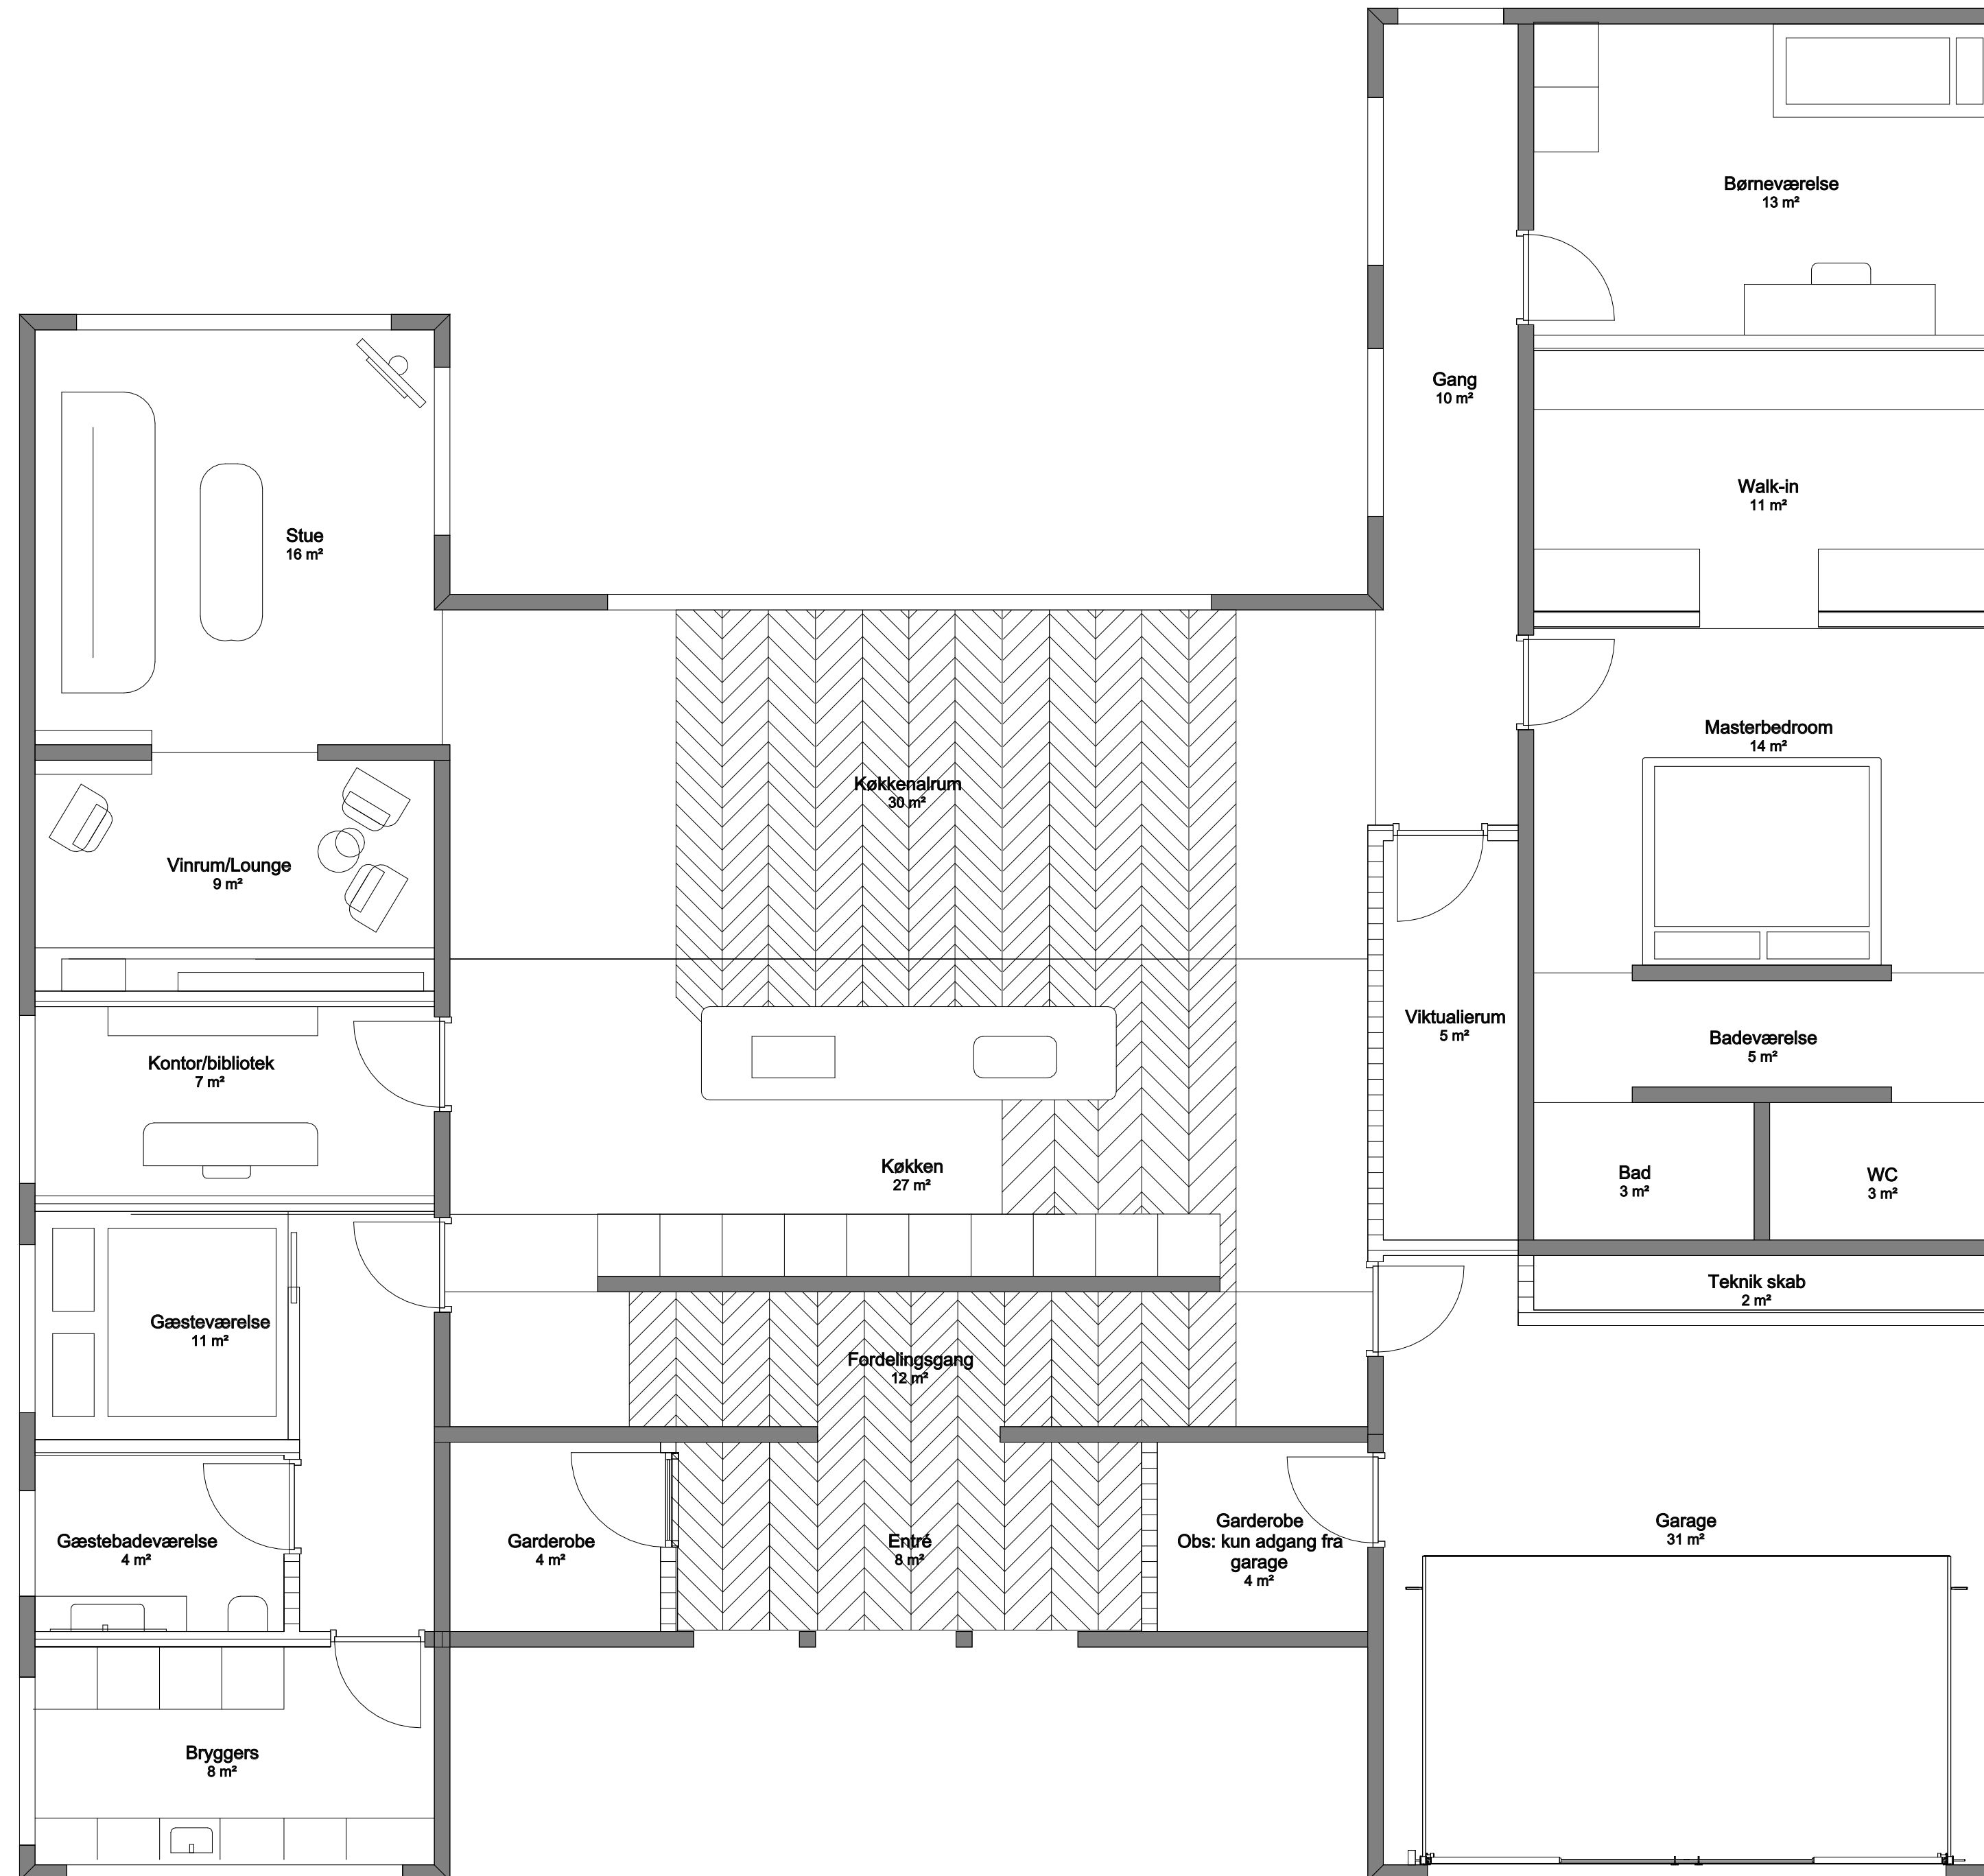 Børneværelse
13 m²
Gang
10 m²
Walk-in
11 m²
Stue
16 m²
Masterbedroom
14 m²
Køkkenalrum
30 m²
Vinrum/Lounge
9 m²
Viktualierum
5 m²
Badeværelse
5 m²
Kontor/bibliotek
7 m²
Køkken
27 m²
Bad
3 m²
WC
3 m²
Teknik skab
2 m²
Gæsteværelse
11 m²
Fordelingsgang
12 m²
Gæstebadeværelse
4 m²
Garderobe
4 m²
Entré
8 m²
Garderobe
Obs: kun adgang fra
garage
4 m²
Garage
31 m²
Bryggers
8 m²